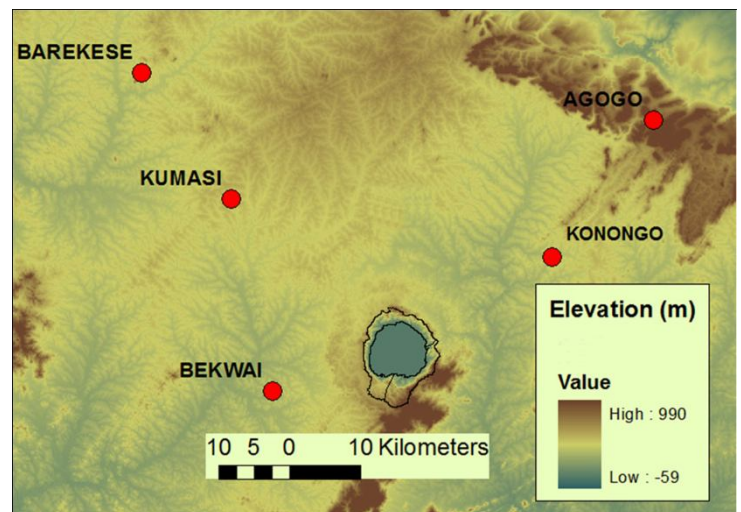 BAREKESE
AGOGO
KUMASI
KONONGO
BEKWAI
Elevation (m)
Value
High : 990
Low : -59
10 5 0 10 Kilometers